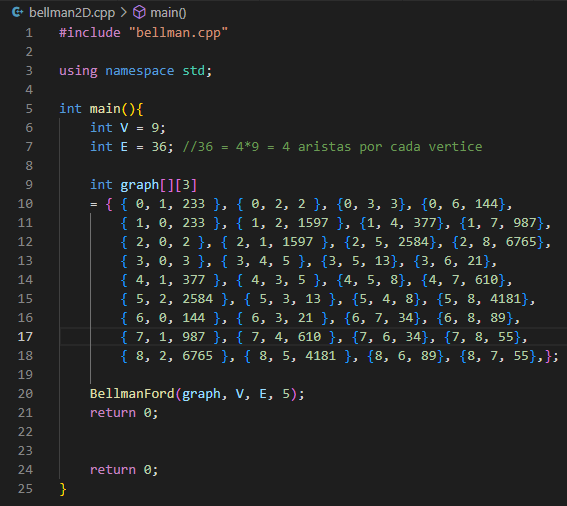 bellman2D.cpp > main()
1 #include "bellman.cpp"
2
3 using namespace std;
4
5 int main(){
6 int V = 9;
7 int E = 36; //36 = 4*9 = 4 aristas por cada vertice
8
9 int graph[][3]
10 = { { 0, 1, 233 }, { 0, 2, 2 }, {0, 3, 3}, {0, 6, 144},
11 { 1, 0, 233 }, { 1, 2, 1597 }, {1, 4, 377}, {1, 7, 987},
12 { 2, 0, 2 }, { 2, 1, 1597 }, {2, 5, 2584}, {2, 8, 6765},
13 { 3, 0, 3 }, { 3, 4, 5 }, {3, 5, 13}, {3, 6, 21},
14 { 4, 1, 377 }, { 4, 3, 5 }, {4, 5, 8}, {4, 7, 610},
15 { 5, 2, 2584 }, { 5, 3, 13 }, {5, 4, 8}, {5, 8, 4181},
16 { 6, 0, 144 }, { 6, 3, 21 }, {6, 7, 34}, {6, 8, 89},
17 { 7, 1, 987 }, { 7, 4, 610 }, {7, 6, 34}, {7, 8, 55},
18 { 8, 2, 6765 }, { 8, 5, 4181 }, {8, 6, 89}, {8, 7, 55},};
19
20 BellmanFord(graph, V, E, 5);
21 return 0;
22
23
24 return 0;
25 }